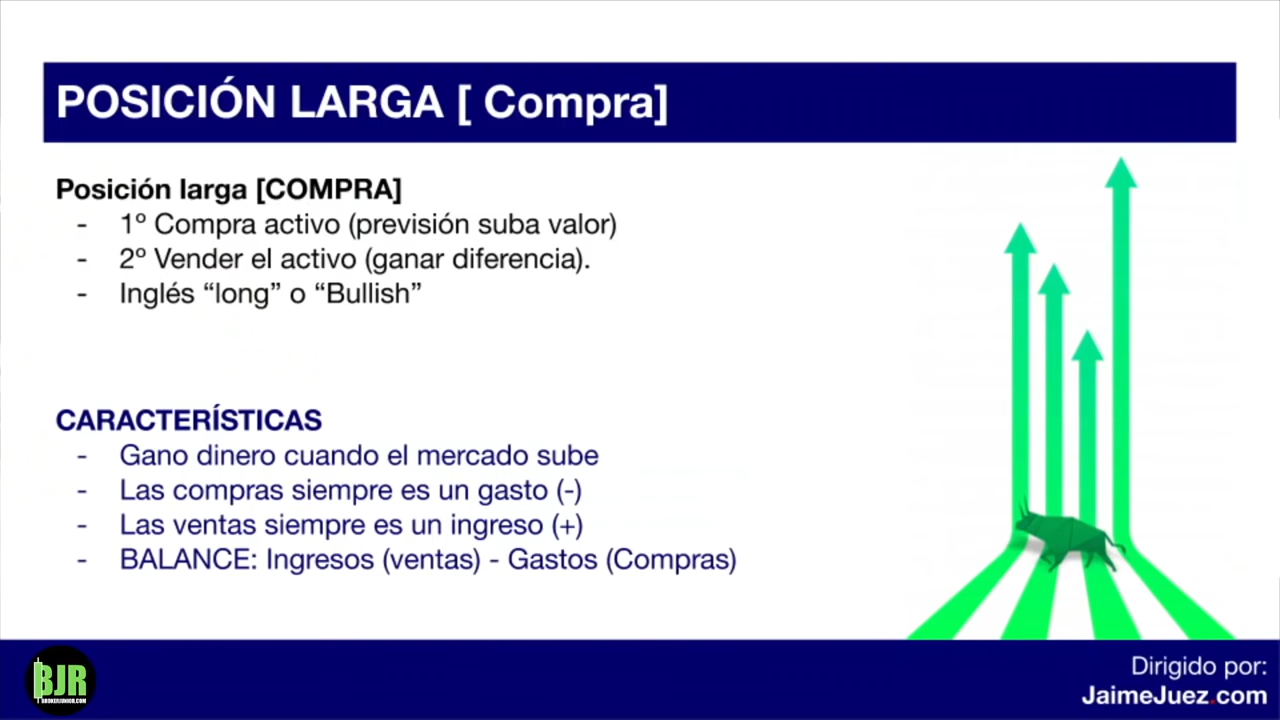 POSICIÓN LARGA [ Compra]
Posición larga [COMPRA]
- 1º Compra activo (previsión suba valor)
- 2º Vender el activo (ganar diferencia).
- Inglés “long” o “Bullish”
CARACTERÍSTICAS
- Gano dinero cuando el mercado sube
- Las compras siempre es un gasto (-)
- Las ventas siempre es un ingreso (+)
- BALANCE: Ingresos (ventas) - Gastos (Compras)
BJR
BROKERJUNIOR.COM
Dirigido por:
JaimeJuez.com